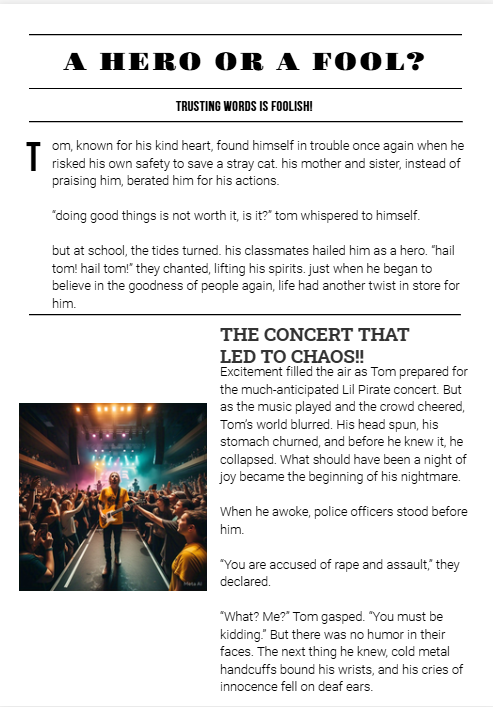 A HERO OR A FOOL?
TRUSTING WORDS IS FOOLISH!
Tom, known for his kind heart, found himself in trouble once again when he
risked his own safety to save a stray cat. his mother and sister, instead of
praising him, berated him for his actions.
“doing good things is not worth it, is it?” tom whispered to himself.
but at school, the tides turned. his classmates hailed him as a hero. “hail
tom! hail tom!” they chanted, lifting his spirits. just when he began to
believe in the goodness of people again, life had another twist in store for
him.
THE CONCERT THAT
LED TO CHAOS!!
Excitement filled the air as Tom prepared for
the much-anticipated Lil Pirate concert. But
as the music played and the crowd cheered,
Tom’s world blurred. His head spun, his
stomach churned, and before he knew it, he
collapsed. What should have been a night of
joy became the beginning of his nightmare.
When he awoke, police officers stood before
him.
“You are accused of rape and assault,” they
declared.
“What? Me?” Tom gasped. “You must be
kidding.” But there was no humor in their
faces. The next thing he knew, cold metal
handcuffs bound his wrists, and his cries of
innocence fell on deaf ears.
Meta AI